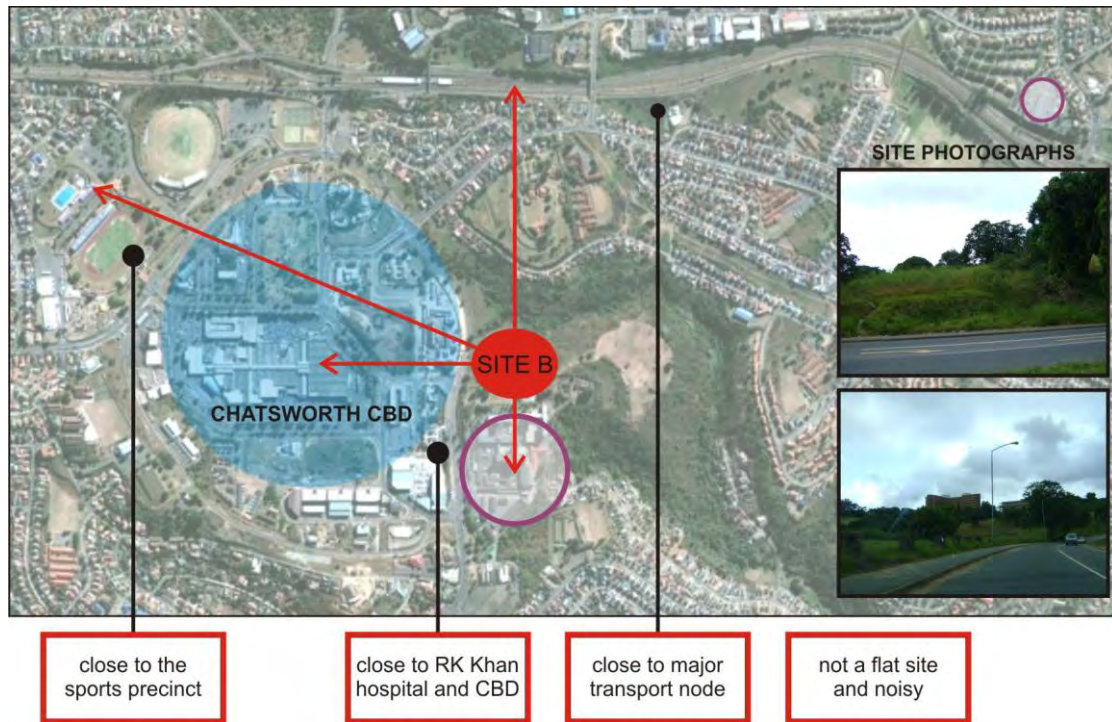 SITE PHOTOGRAPHS
SITE B
CHATSWORTH CBD
close to the
sports precinct
close to RK Khan
hospital and CBD
close to major
transport node
not a flat site
and noisy